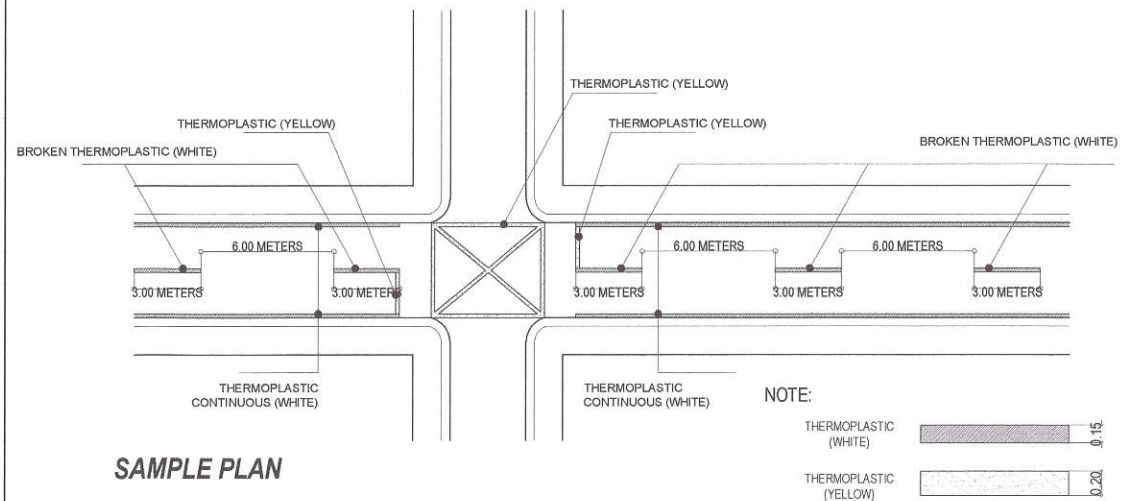 THERMOPLASTIC (YELLOW)
THERMOPLASTIC (YELLOW)
THERMOPLASTIC (YELLOW)
BROKEN THERMOPLASTIC (WHITE)
BROKEN THERMOPLASTIC (WHITE)
6.00 METERS
6.00 METERS
6.00 METERS
3.00 METERS
3.00 METERS
3.00 METERS
3.00 METERS
3.00 METERS
THERMOPLASTIC
CONTINUOUS (WHITE)
THERMOPLASTIC
CONTINUOUS (WHITE)
NOTE:
THERMOPLASTIC
(WHITE)
0.15
THERMOPLASTIC
(YELLOW)
0.20
SAMPLE PLAN